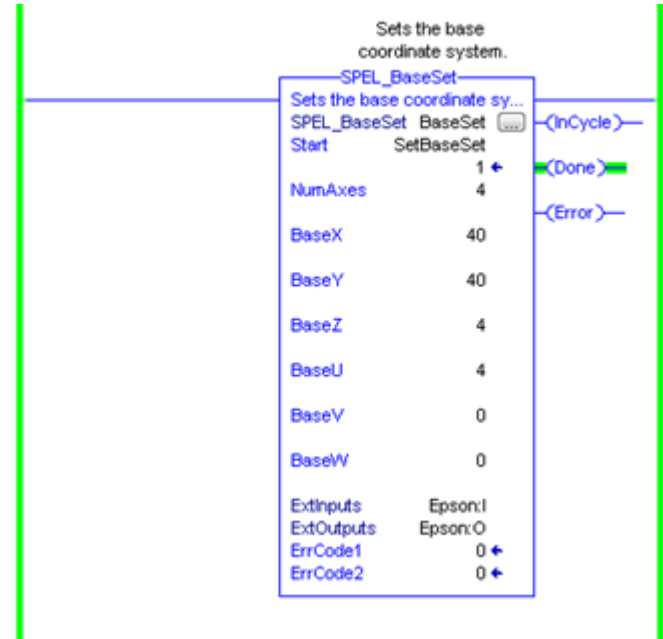 Sets the base
coordinate system.
SPEL_BaseSet
Sets the base coordinate sy...
SPEL_BaseSet BaseSet ...
(InCycle)
Start SetBaseSet
1
(Done)
NumAxes 4
(Error)
BaseX 40
BaseY 40
BaseZ 4
BaseU 4
BaseV 0
BaseW 0
ExtInputs Epson:I
ExtOutputs Epson:O
ErrCode1 0
ErrCode2 0